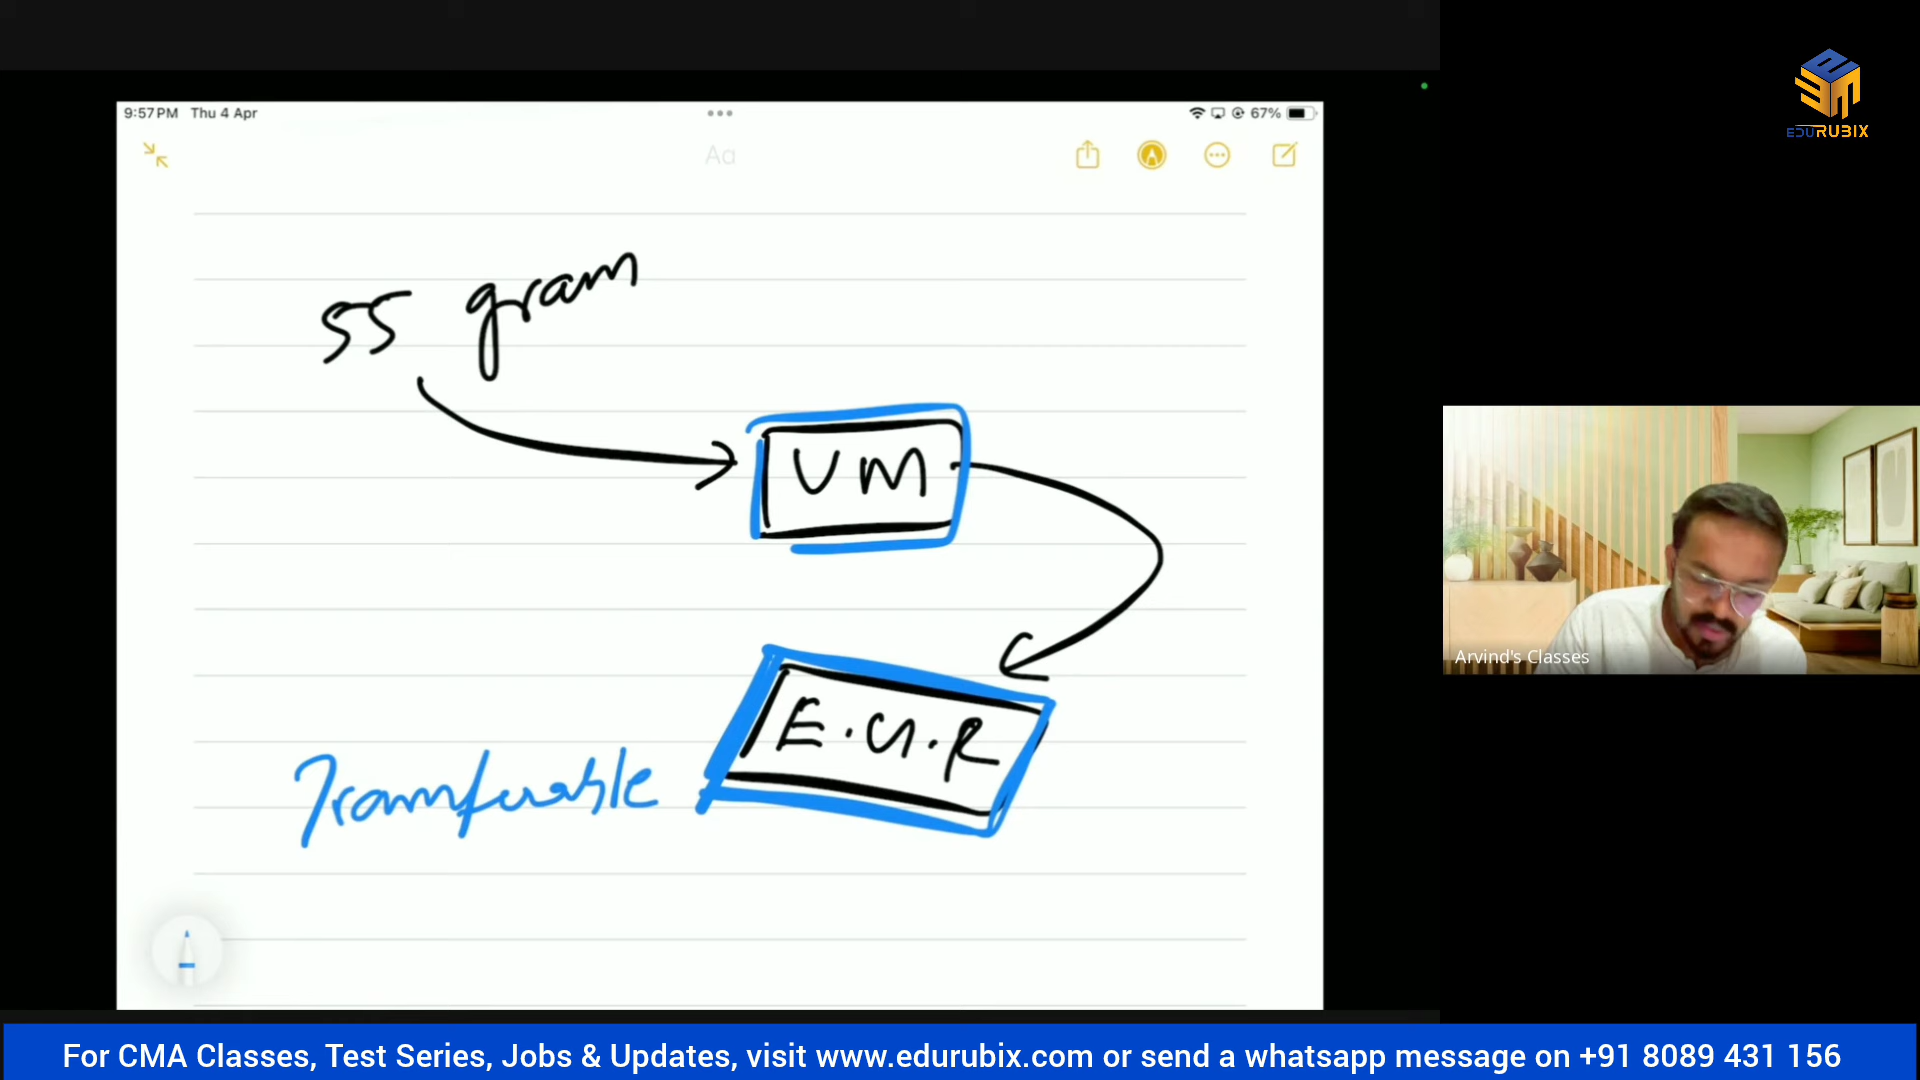 9:57 PM Thu 4 Apr
67%
Aa
EDURUBIX
55 gram
VM
E.G.R
Transferable
Arvind's Classes
For CMA Classes, Test Series, Jobs & Updates, visit www.edurubix.com or send a whatsapp message on +91 8089 431 156